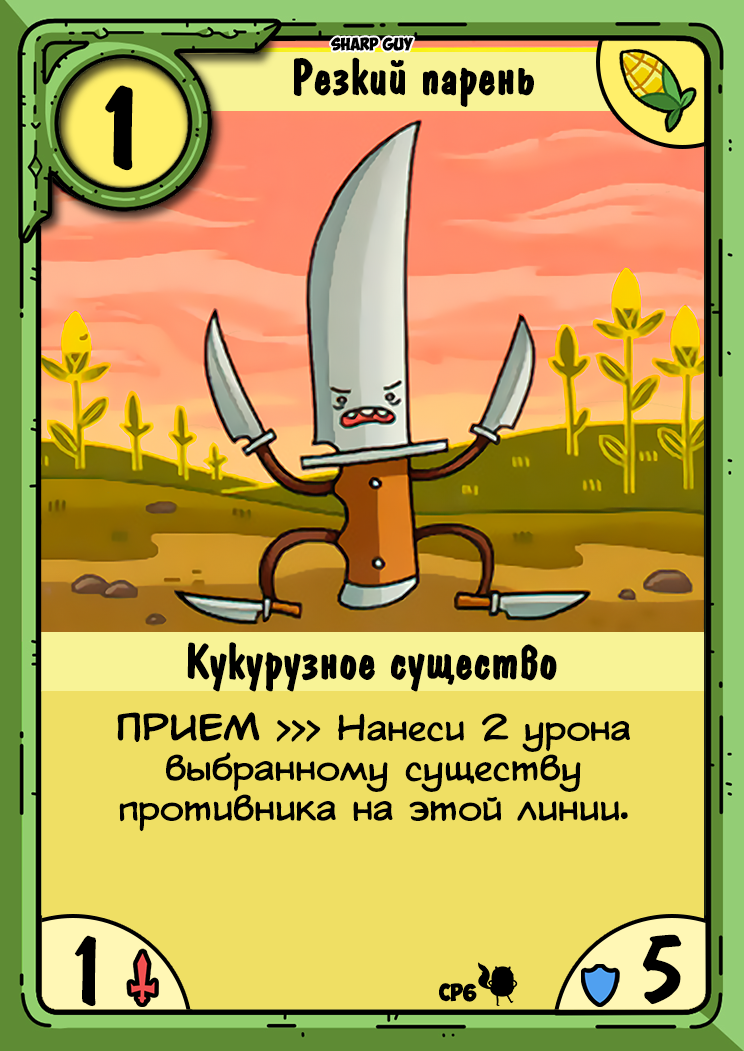 SHARP GUY
Резкий парень
1
Кукурузное существо
ПРИЕМ >>> Нанеси 2 урона
выбранному существу
противника на этой линии.
1
CP6
5